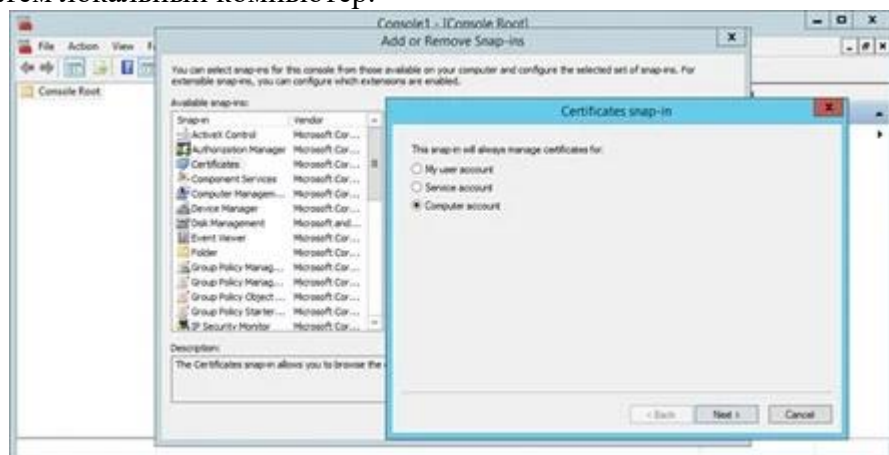 тем локальный компьютер.
Console1 - [Console Root]
Add or Remove Snap-ins
File Action View
You can select snap-ins for this console from those available on your computer and configure the selected set of snap-ins. For
extensible snap-ins, you can configure which extensions are enabled.
Console Root
Available snap-ins:
Snap-in Vendor
ActiveX Control Microsoft Cor...
Authorization Manager Microsoft Cor...
Certificates Microsoft Cor...
Component Services Microsoft Cor...
Computer Managem... Microsoft Cor...
Device Manager Microsoft Cor...
Disk Management Microsoft and...
Event Viewer Microsoft Cor...
Folder Microsoft Cor...
Group Policy Manag... Microsoft Cor...
Group Policy Manag... Microsoft Cor...
Group Policy Object ... Microsoft Cor...
Group Policy Starter ... Microsoft Cor...
IP Security Monitor Microsoft Cor...
Description:
The Certificates snap-in allows you to browse the
Certificates snap-in
This snap-in will always manage certificates for:
My user account
Service account
Computer account
< Back Next > Cancel